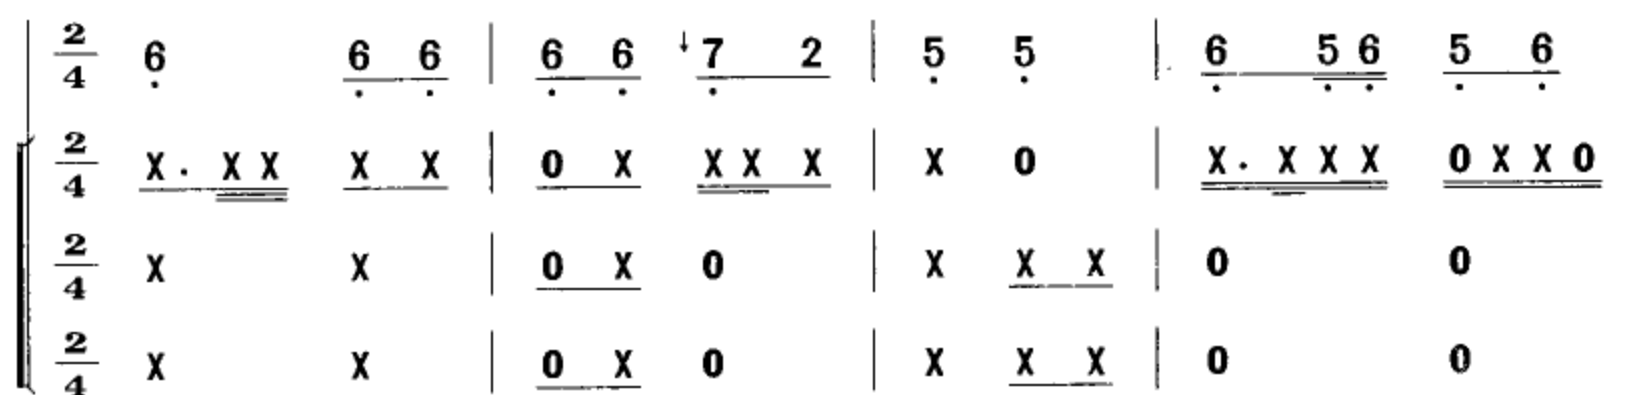 2/4 6 6 6 | 6 6 ↓7 2 | 5 5 | 6 5 6 5 6
2/4 X. X X X X | 0 X X X X | X 0 | X. X X X 0 X X 0
2/4 X X | 0 X 0 | X X X | 0 0
2/4 X X | 0 X 0 | X X X | 0 0